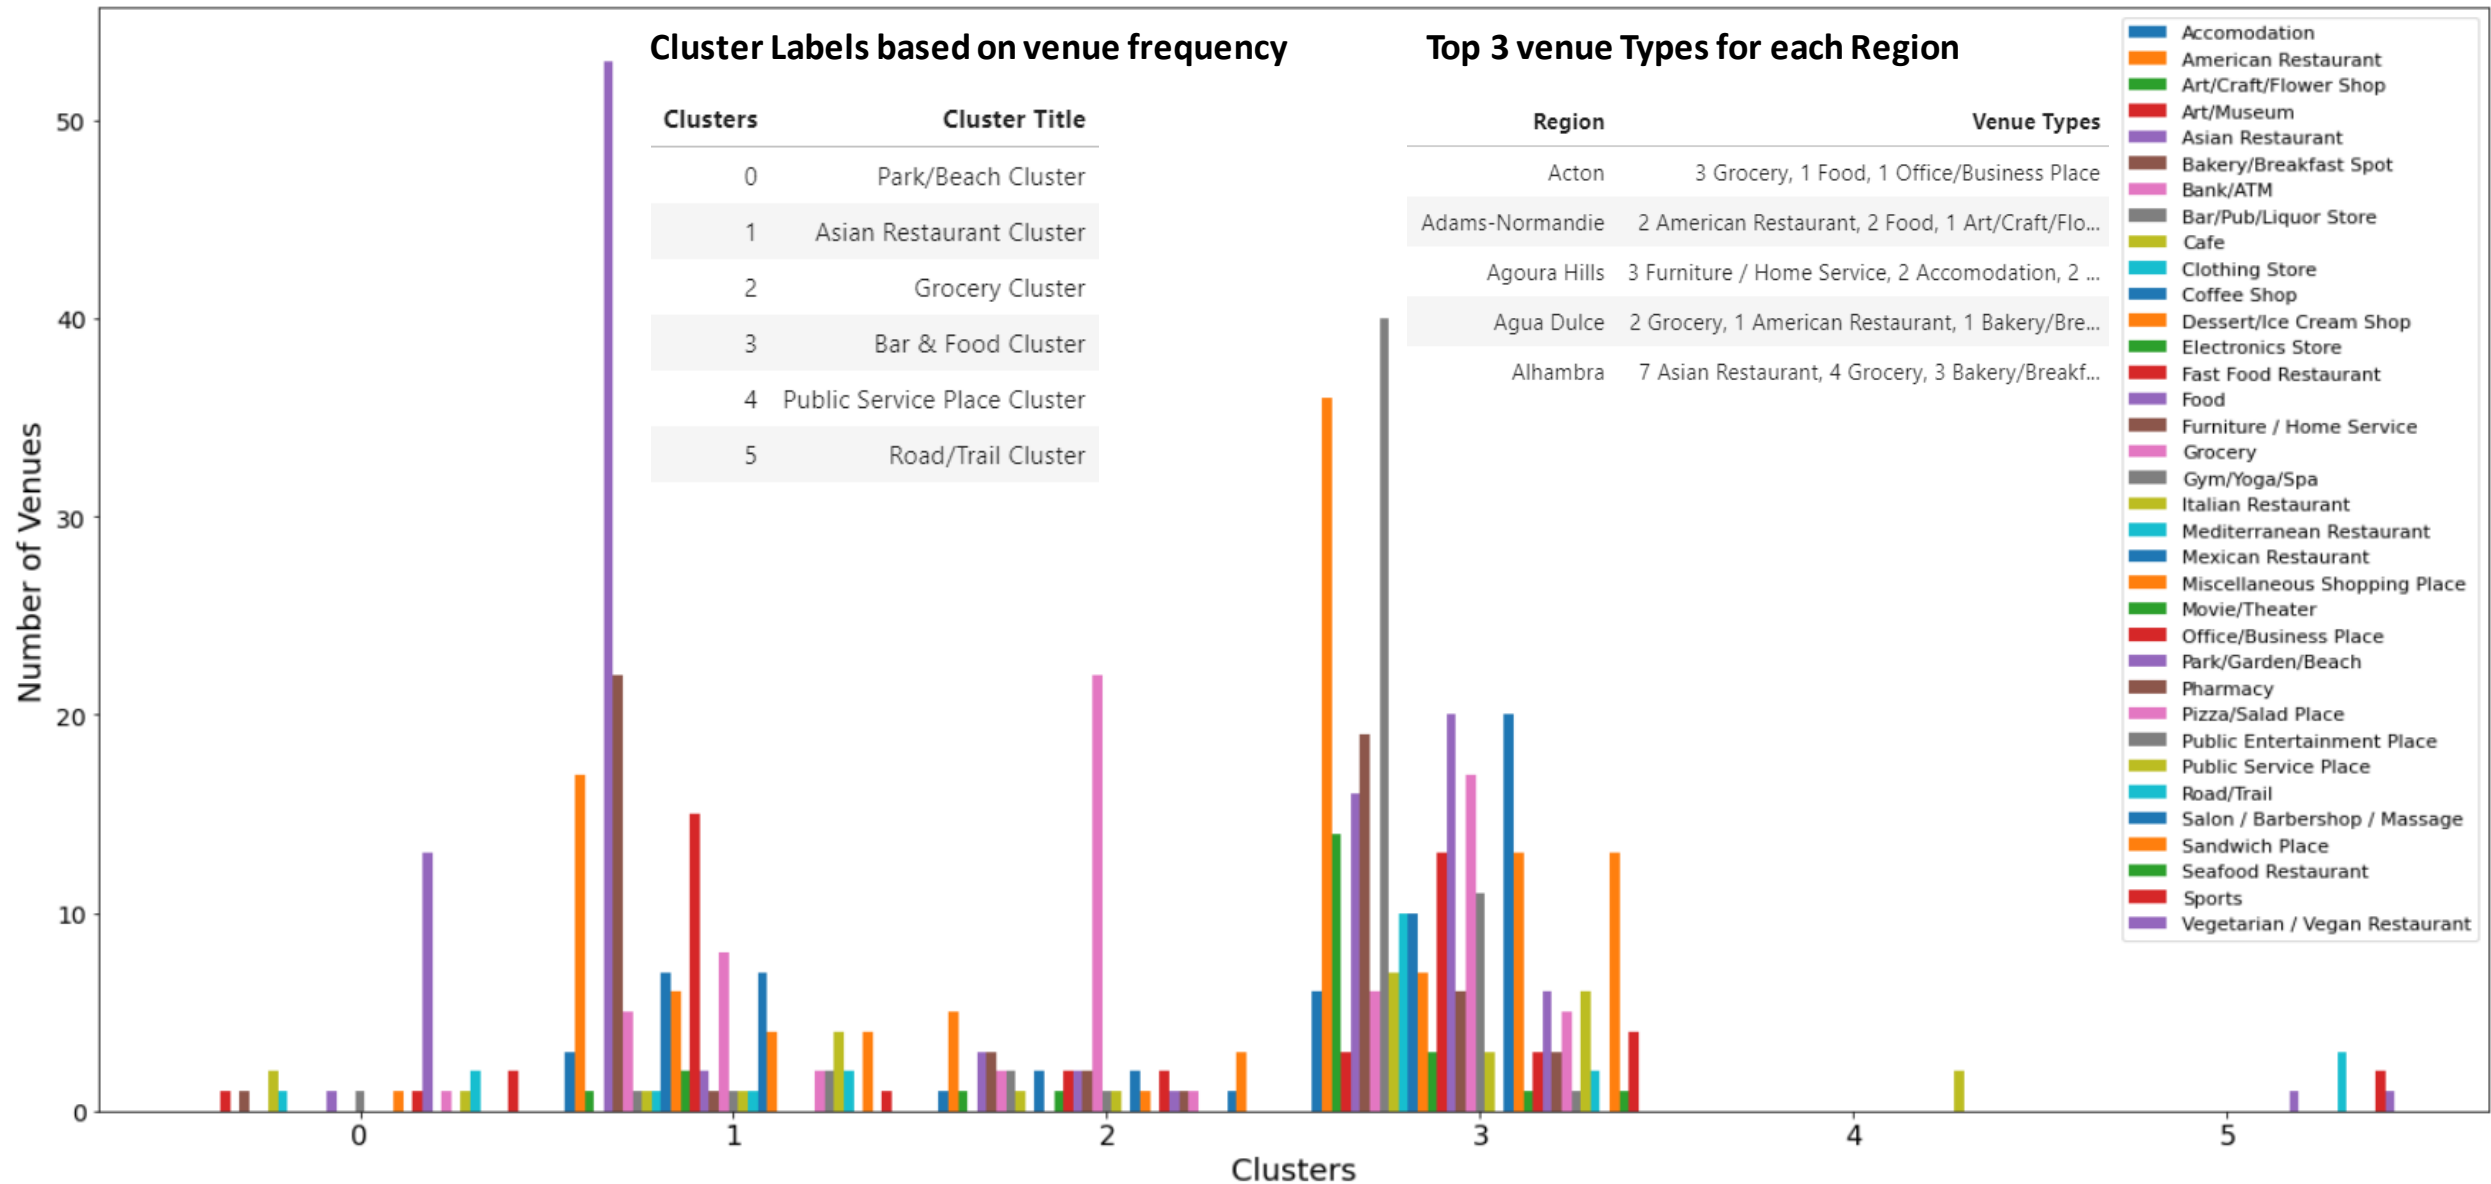 Cluster Labels based on venue frequency
Clusters Cluster Title
0 Park/Beach Cluster
1 Asian Restaurant Cluster
2 Grocery Cluster
3 Bar & Food Cluster
4 Public Service Place Cluster
5 Road/Trail Cluster
Top 3 venue Types for each Region
Region Venue Types
Acton 3 Grocery, 1 Food, 1 Office/Business Place
Adams-Normandie 2 American Restaurant, 2 Food, 1 Art/Craft/Flo...
Agoura Hills 3 Furniture / Home Service, 2 Accomodation, 2 ...
Agua Dulce 2 Grocery, 1 American Restaurant, 1 Bakery/Bre...
Alhambra 7 Asian Restaurant, 4 Grocery, 3 Bakery/Breakf...
Accomodation
American Restaurant
Art/Craft/Flower Shop
Art/Museum
Asian Restaurant
Bakery/Breakfast Spot
Bank/ATM
Bar/Pub/Liquor Store
Cafe
Clothing Store
Coffee Shop
Dessert/Ice Cream Shop
Electronics Store
Fast Food Restaurant
Food
Furniture / Home Service
Grocery
Gym/Yoga/Spa
Italian Restaurant
Mediterranean Restaurant
Mexican Restaurant
Miscellaneous Shopping Place
Movie/Theater
Office/Business Place
Park/Garden/Beach
Pharmacy
Pizza/Salad Place
Public Entertainment Place
Public Service Place
Road/Trail
Salon / Barbershop / Massage
Sandwich Place
Seafood Restaurant
Sports
Vegetarian / Vegan Restaurant
Number of Venues
50
40
30
20
10
0
0 1 2 3 4 5
Clusters